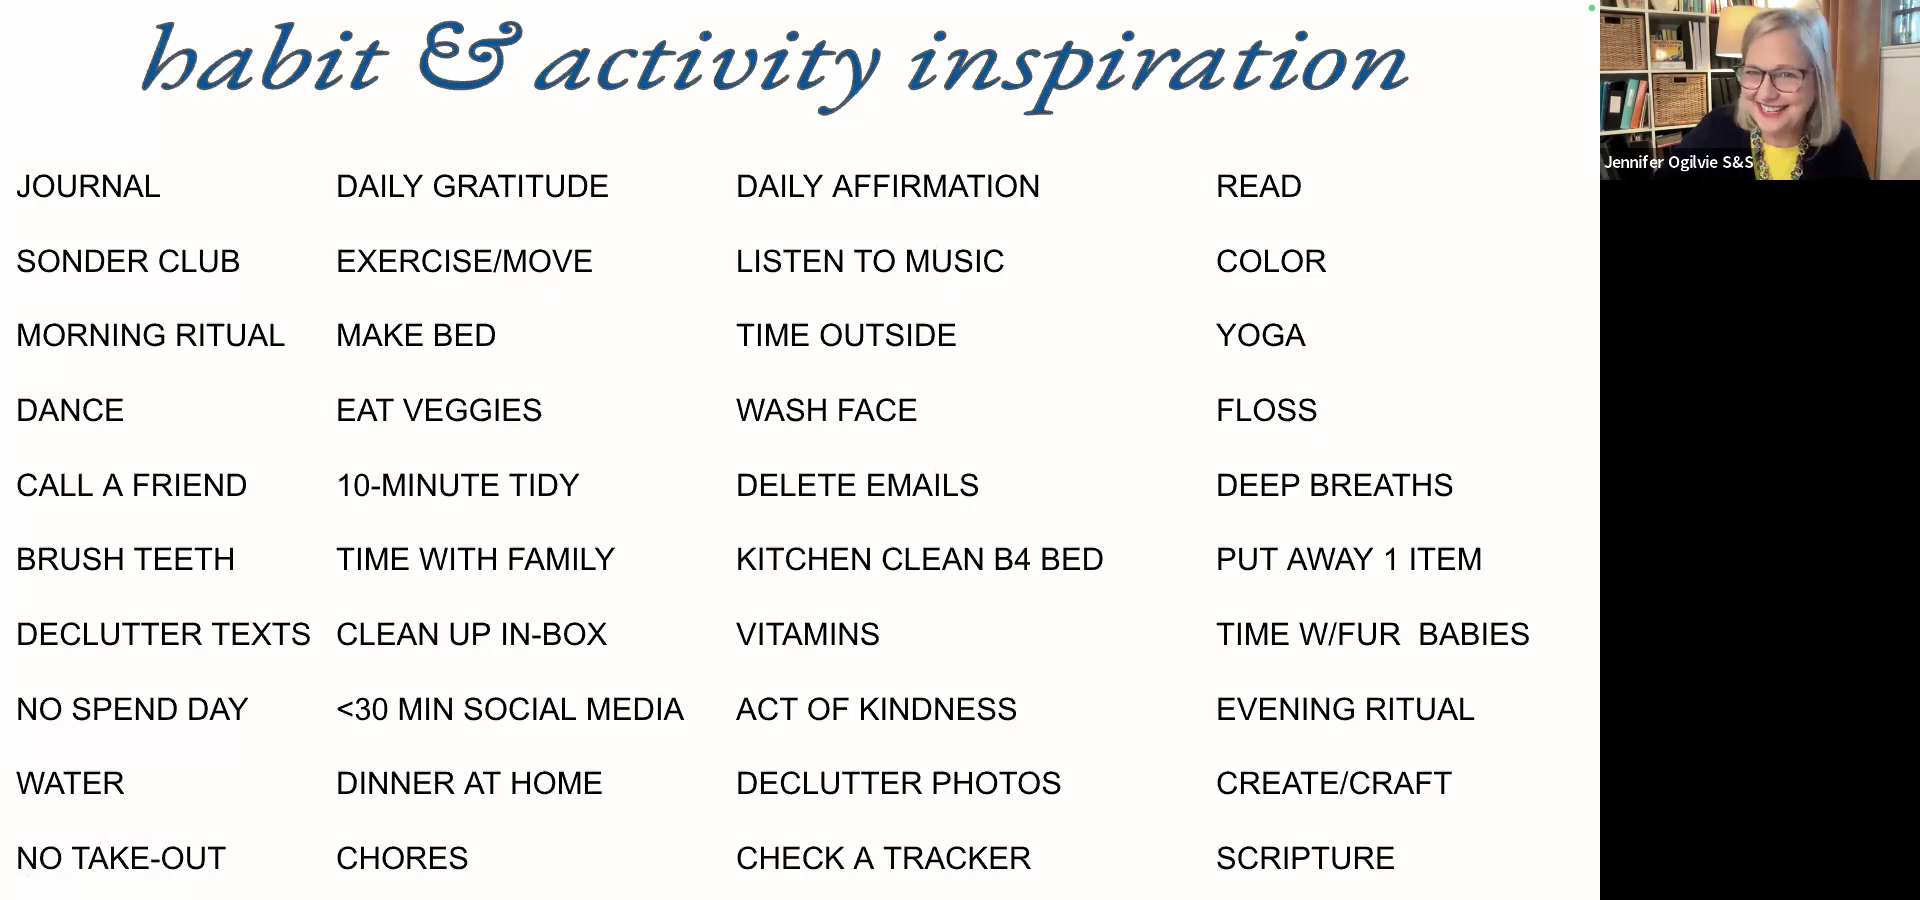 habit & activity inspiration
JOURNAL DAILY GRATITUDE DAILY AFFIRMATION READ
SONDER CLUB EXERCISE/MOVE LISTEN TO MUSIC COLOR
MORNING RITUAL MAKE BED TIME OUTSIDE YOGA
DANCE EAT VEGGIES WASH FACE FLOSS
CALL A FRIEND 10-MINUTE TIDY DELETE EMAILS DEEP BREATHS
BRUSH TEETH TIME WITH FAMILY KITCHEN CLEAN B4 BED PUT AWAY 1 ITEM
DECLUTTER TEXTS CLEAN UP IN-BOX VITAMINS TIME W/FUR BABIES
NO SPEND DAY <30 MIN SOCIAL MEDIA ACT OF KINDNESS EVENING RITUAL
WATER DINNER AT HOME DECLUTTER PHOTOS CREATE/CRAFT
NO TAKE-OUT CHORES CHECK A TRACKER SCRIPTURE
Jennifer Ogilvie S&S